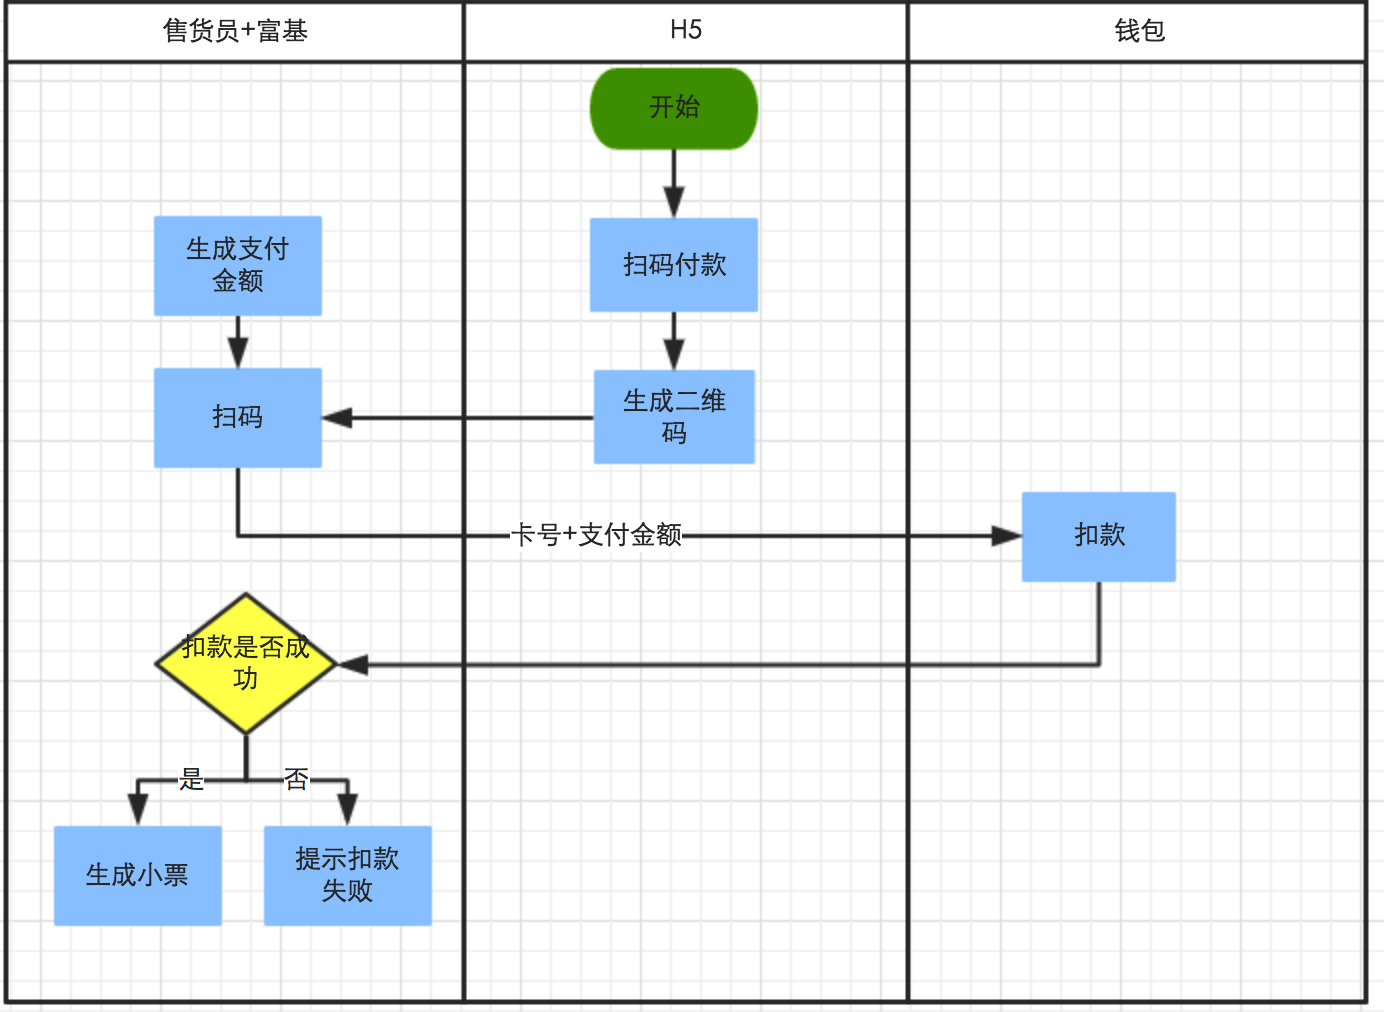 售货员+富基
H5
钱包
开始
生成支付
金额
扫码付款
扫码
生成二维
码
卡号+支付金额
扣款
扣款是否成
功
是
否
生成小票
提示扣款
失败